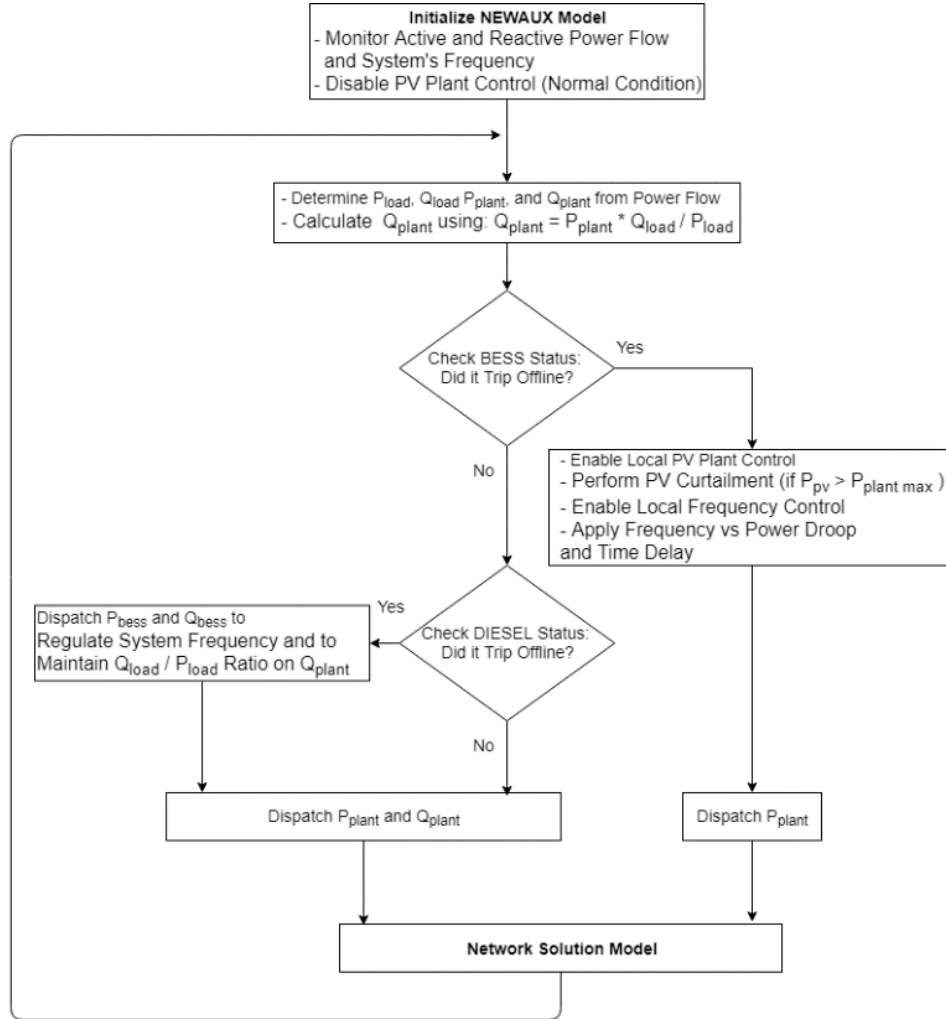 Initialize NEWAUX Model
- Monitor Active and Reactive Power Flow
and System's Frequency
- Disable PV Plant Control (Normal Condition)
- Determine Pload, Qload Pplant, and Qplant from Power Flow
- Calculate Qplant using: Qplant = Pplant * Qload / Pload
Check BESS Status:
Did it Trip Offline?
Yes
No
- Enable Local PV Plant Control
- Perform PV Curtailment (if Ppv > Pplant max )
- Enable Local Frequency Control
- Apply Frequency vs Power Droop
and Time Delay
Check DIESEL Status:
Did it Trip Offline?
Yes
Dispatch Pbess and Qbess to
Regulate System Frequency and to
Maintain Qload / Pload Ratio on Qplant
No
Dispatch Pplant and Qplant
Dispatch Pplant
Network Solution Model